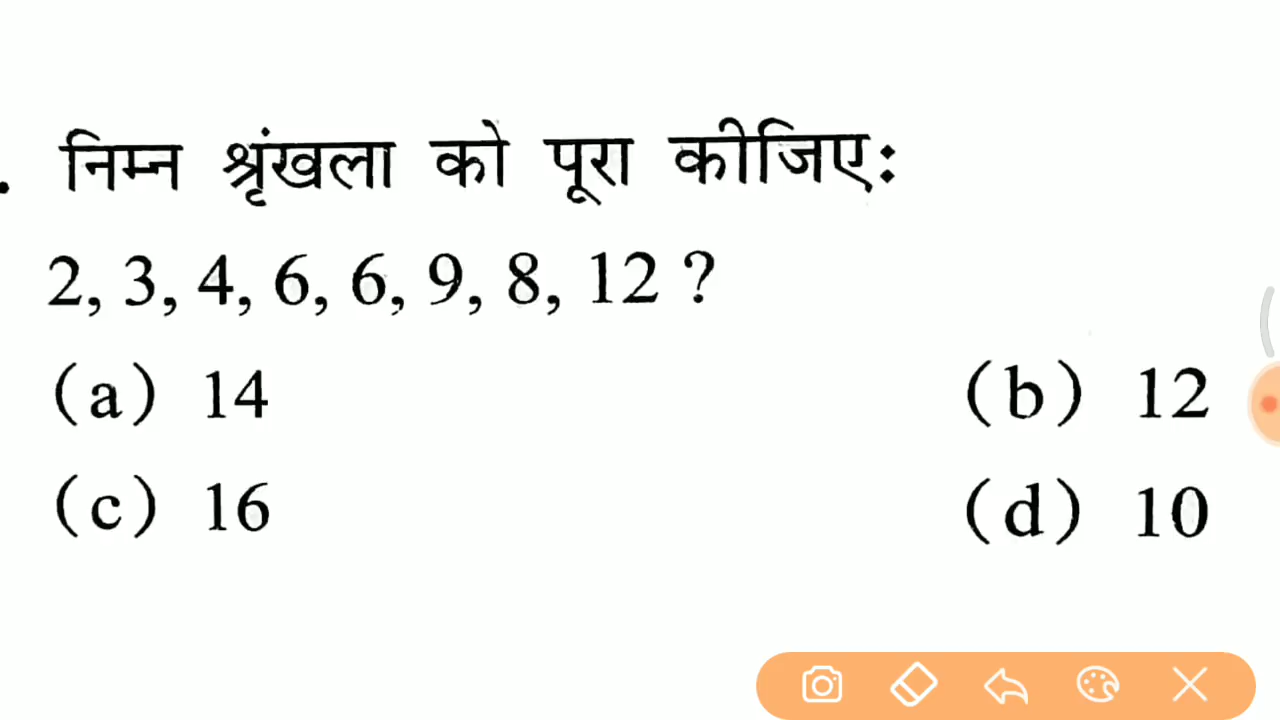 . निम्न श्रृंखला को पूरा कीजिए:
2, 3, 4, 6, 6, 9, 8, 12 ?
(a) 14 (b) 12
(c) 16 (d) 10